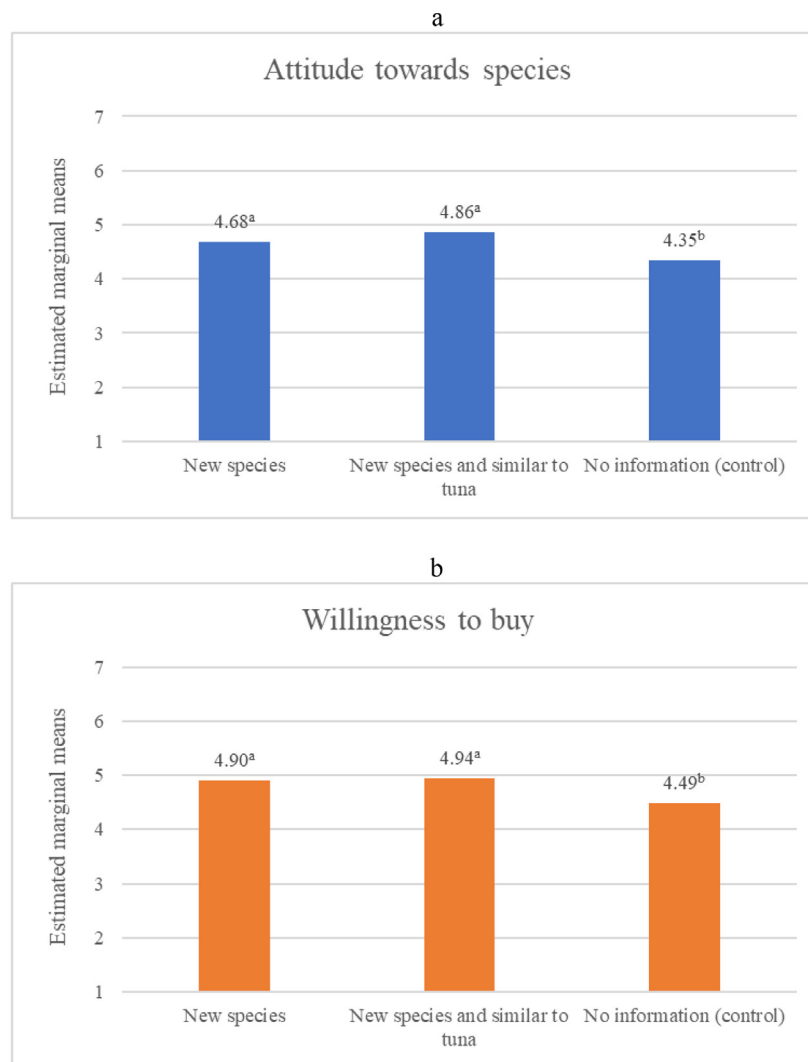 a
Attitude towards species
Estimated marginal means
7
6
5
4
3
2
1
4.68ᵃ
4.86ᵃ
4.35ᵇ
New species
New species and similar to
tuna
No information (control)
b
Willingness to buy
Estimated marginal means
7
6
5
4
3
2
1
4.90ᵃ
4.94ᵃ
4.49ᵇ
New species
New species and similar to
tuna
No information (control)